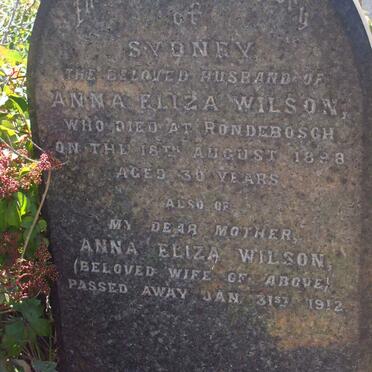 In
of
SYDNEY
THE BELOVED HUSBAND OF
ANNA ELIZA WILSON,
WHO DIED AT RONDEBOSCH
ON THE 18TH AUGUST 1898
AGED 30 YEARS
ALSO OF
MY DEAR MOTHER,
ANNA ELIZA WILSON,
(BELOVED WIFE OF ABOVE)
PASSED AWAY JAN. 31ST 1912